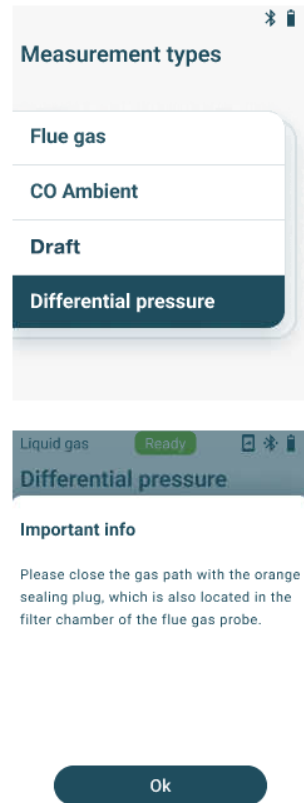 Measurement types
Flue gas
CO Ambient
Draft
Differential pressure
Liquid gas Ready
Differential pressure
Important info
Please close the gas path with the orange
sealing plug, which is also located in the
filter chamber of the flue gas probe.
Ok